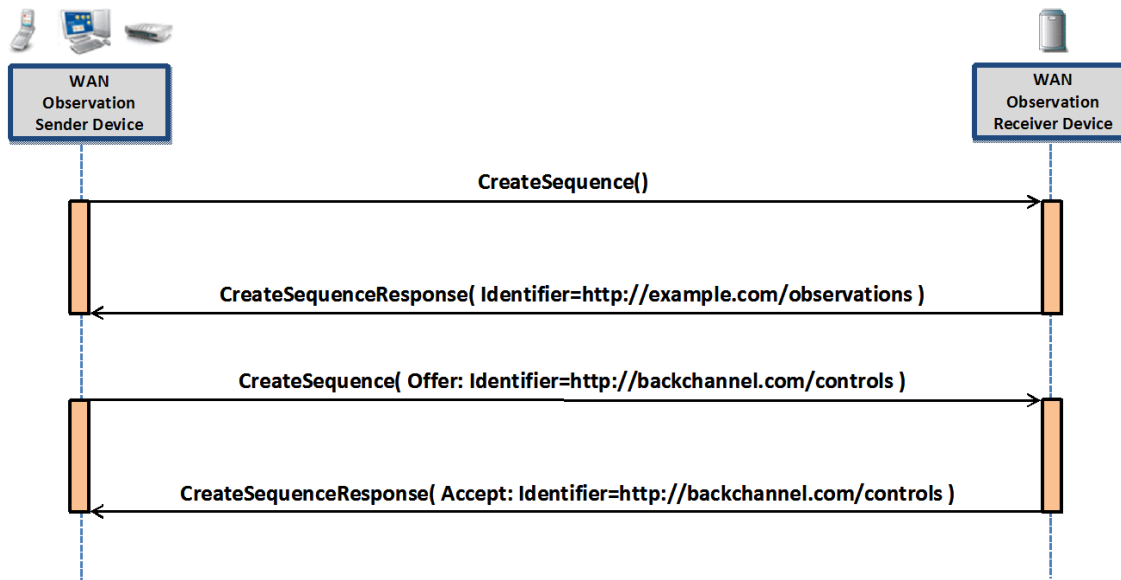 WAN
Observation
Sender Device
WAN
Observation
Receiver Device
CreateSequence()
CreateSequenceResponse( Identifier=http://example.com/observations )
CreateSequence( Offer: Identifier=http://backchannel.com/controls )
CreateSequenceResponse( Accept: Identifier=http://backchannel.com/controls )